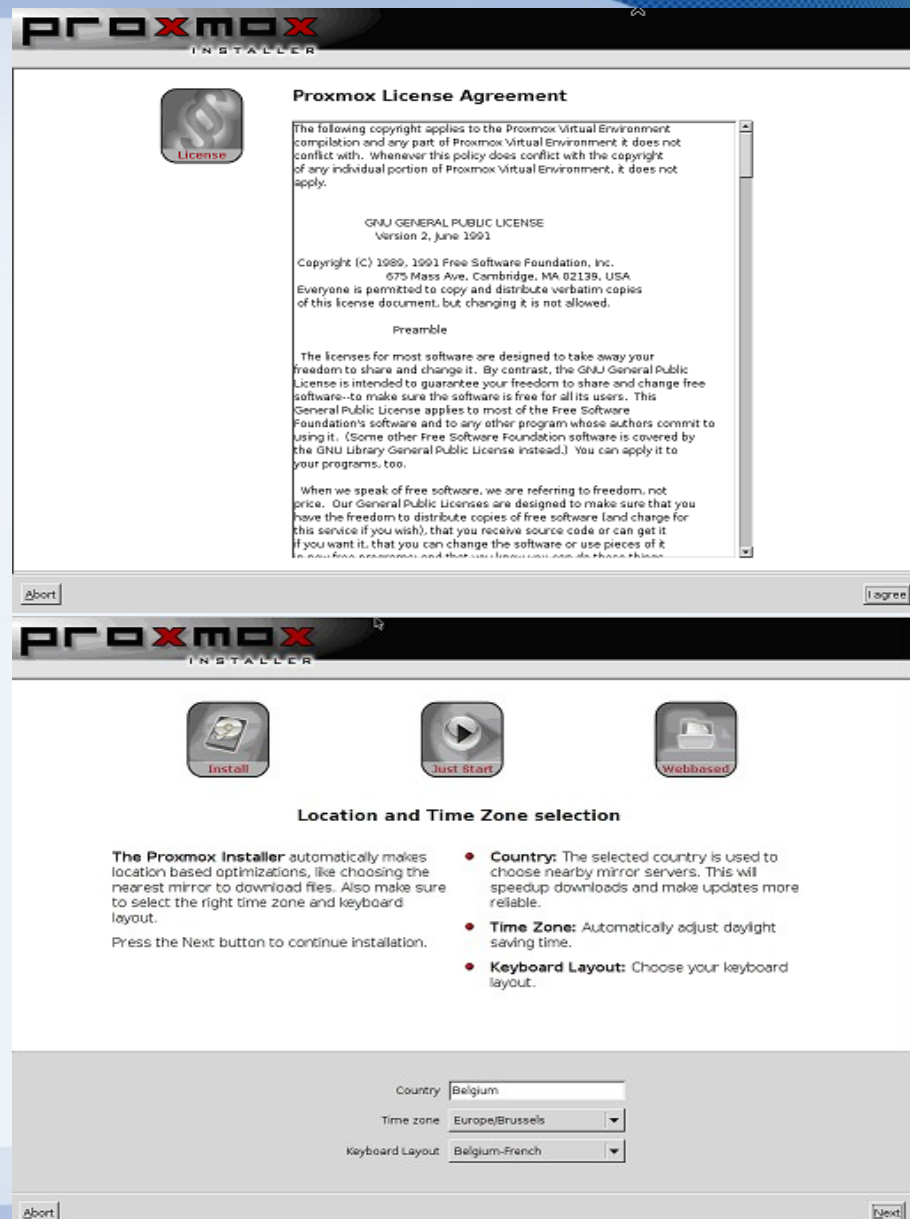 proxmox
INSTALLER
License
Proxmox License Agreement
The following copyright applies to the Proxmox Virtual Environment
compilation and any part of Proxmox Virtual Environment it does not
conflict with. Whenever this policy does conflict with the copyright
of any individual portion of Proxmox Virtual Environment, it does not
apply.
GNU GENERAL PUBLIC LICENSE
Version 2, June 1991
Copyright (C) 1989, 1991 Free Software Foundation, Inc.
675 Mass Ave, Cambridge, MA 02139, USA
Everyone is permitted to copy and distribute verbatim copies
of this license document, but changing it is not allowed.
Preamble
The licenses for most software are designed to take away your
freedom to share and change it. By contrast, the GNU General Public
License is intended to guarantee your freedom to share and change free
software--to make sure the software is free for all its users. This
General Public License applies to most of the Free Software
Foundation's software and to any other program whose authors commit to
using it. (Some other Free Software Foundation software is covered by
the GNU Library General Public License instead.) You can apply it to
your programs, too.
When we speak of free software, we are referring to freedom, not
price. Our General Public Licenses are designed to make sure that you
have the freedom to distribute copies of free software (and charge for
this service if you wish), that you receive source code or can get it
if you want it, that you can change the software or use pieces of it
in new free programs; and that you know you can do these things.
Abort
I agree
proxmox
INSTALLER
Install
Just Start
Webbased
Location and Time Zone selection
The Proxmox Installer automatically makes
location based optimizations, like choosing the
nearest mirror to download files. Also make sure
to select the right time zone and keyboard
layout.
Press the Next button to continue installation.
Country: The selected country is used to
choose nearby mirror servers. This will
speedup downloads and make updates more
reliable.
Time Zone: Automatically adjust daylight
saving time.
Keyboard Layout: Choose your keyboard
layout.
Country Belgium
Time zone Europe/Brussels
Keyboard Layout Belgium-French
Abort
Next